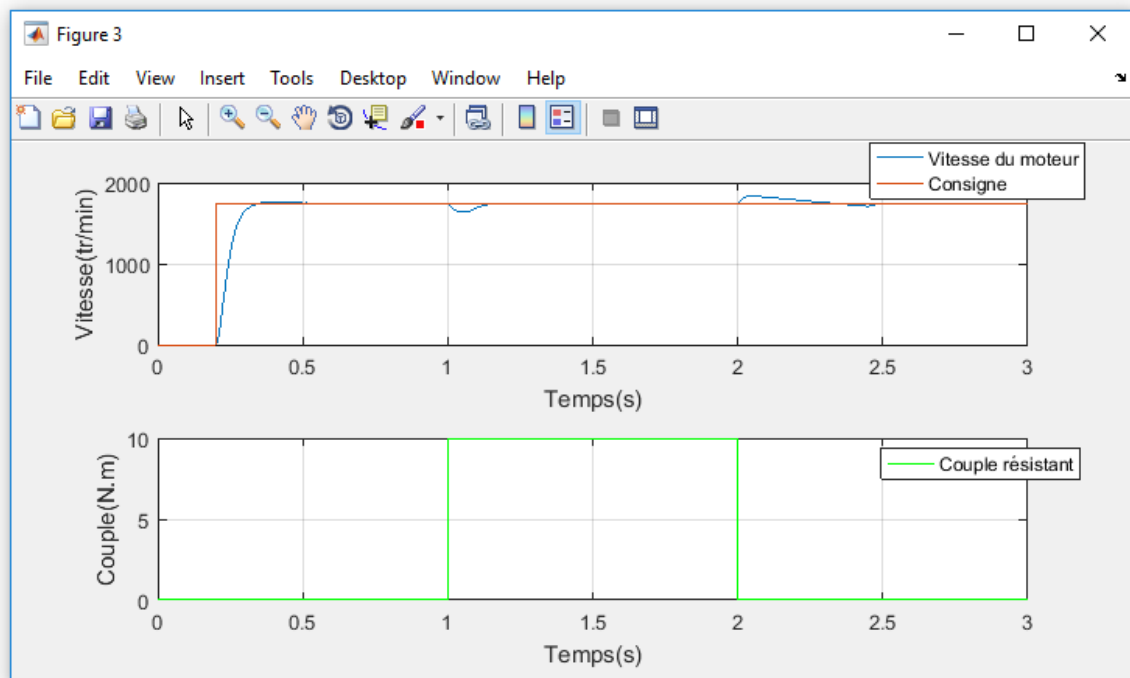 Figure 3
File Edit View Insert Tools Desktop Window Help
Vitesse du moteur
Consigne
Vitesse(tr/min)
2000
1000
0
0 0.5 1 1.5 2 2.5 3
Temps(s)
Couple résistant
Couple(N.m)
10
5
0
0 0.5 1 1.5 2 2.5 3
Temps(s)